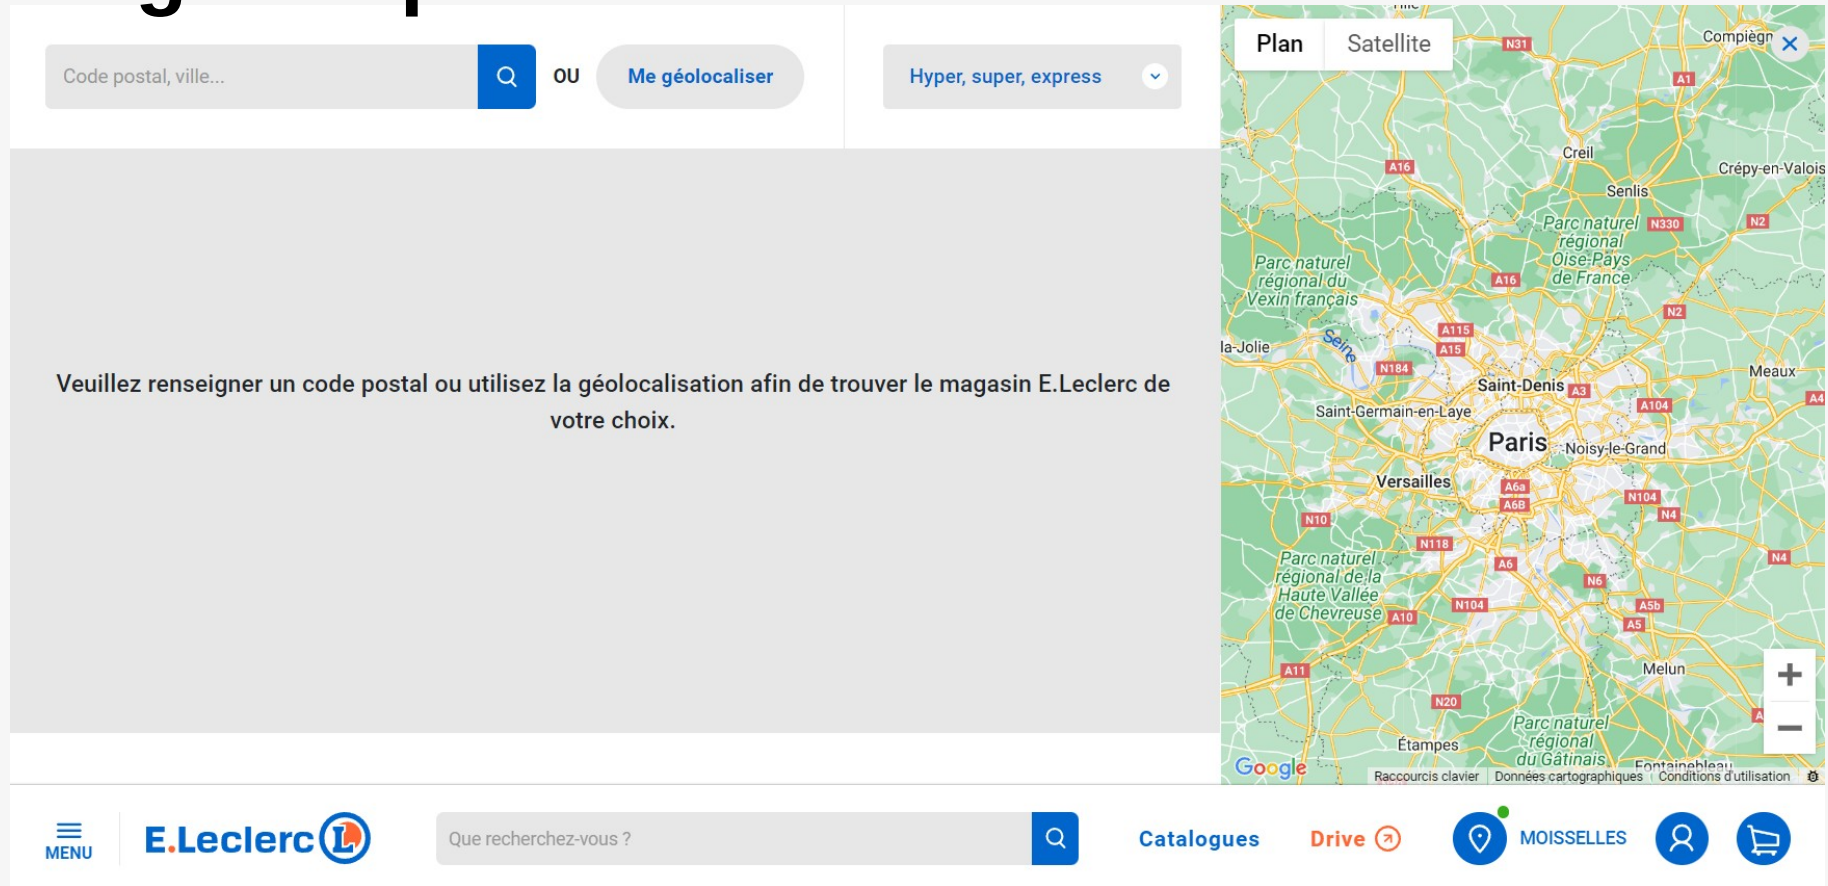 Code postal, ville...
OU
Me géolocaliser
Hyper, super, express
Veuillez renseigner un code postal ou utilisez la géolocalisation afin de trouver le magasin E.Leclerc de
votre choix.
Plan
Satellite
N31
A1
Creil
A16
Crépy-en-Valois
Senlis
Parc naturel
régional
Oise-Pays
de France
N330
N2
Parc naturel
régional du
Vexin français
A16
N2
A115
A15
la-Jolie
Seine
N184
Saint-Denis
A3
Meaux
A4
A104
Saint-Germain-en-Laye
Paris
Noisy-le-Grand
Versailles
A6a
A6B
N104
N4
N10
N118
A6
N4
Parc naturel
régional de la
Haute Vallée
de Chevreuse
N6
A10
N104
A5b
A5
A11
Melun
N20
Parc naturel
régional
du Gâtinais
Étampes
Fontainebleau
Google
Raccourcis clavier
Données cartographiques
Conditions d'utilisation
MENU
E.Leclerc L
Que recherchez-vous ?
Catalogues
Drive
MOISSELLES